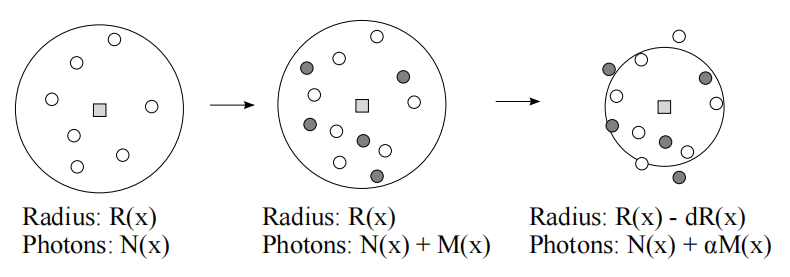 Radius: R(x)
Photons: N(x)
Radius: R(x)
Photons: N(x) + M(x)
Radius: R(x) - dR(x)
Photons: N(x) + αM(x)